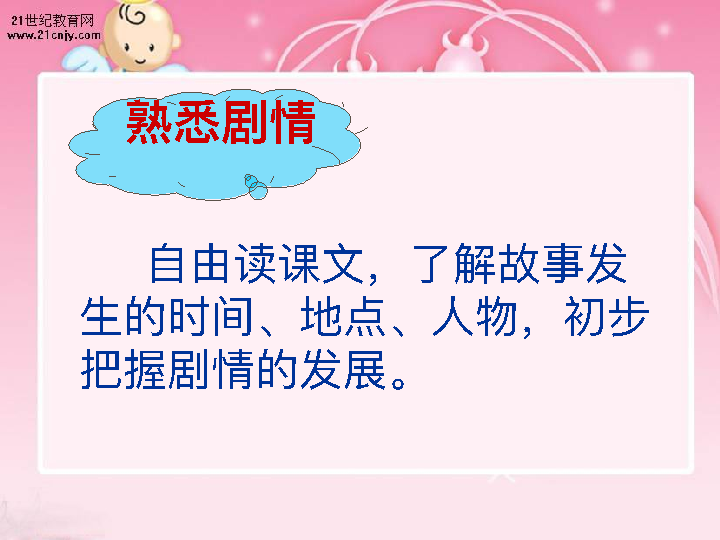 21世纪教育网
www.21cnjy.com
熟悉剧情
自由读课文，了解故事发
生的时间、地点、人物，初步
把握剧情的发展。